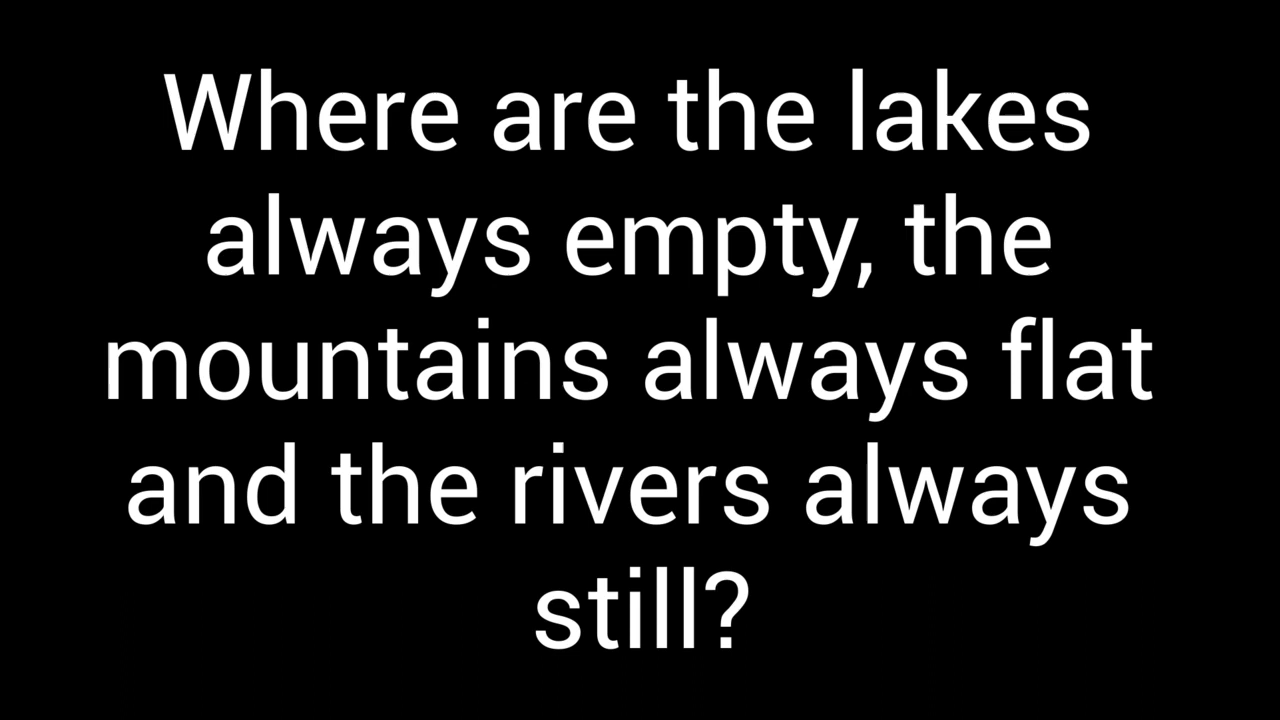 Where are the lakes
always empty, the
mountains always flat
and the rivers always
still?